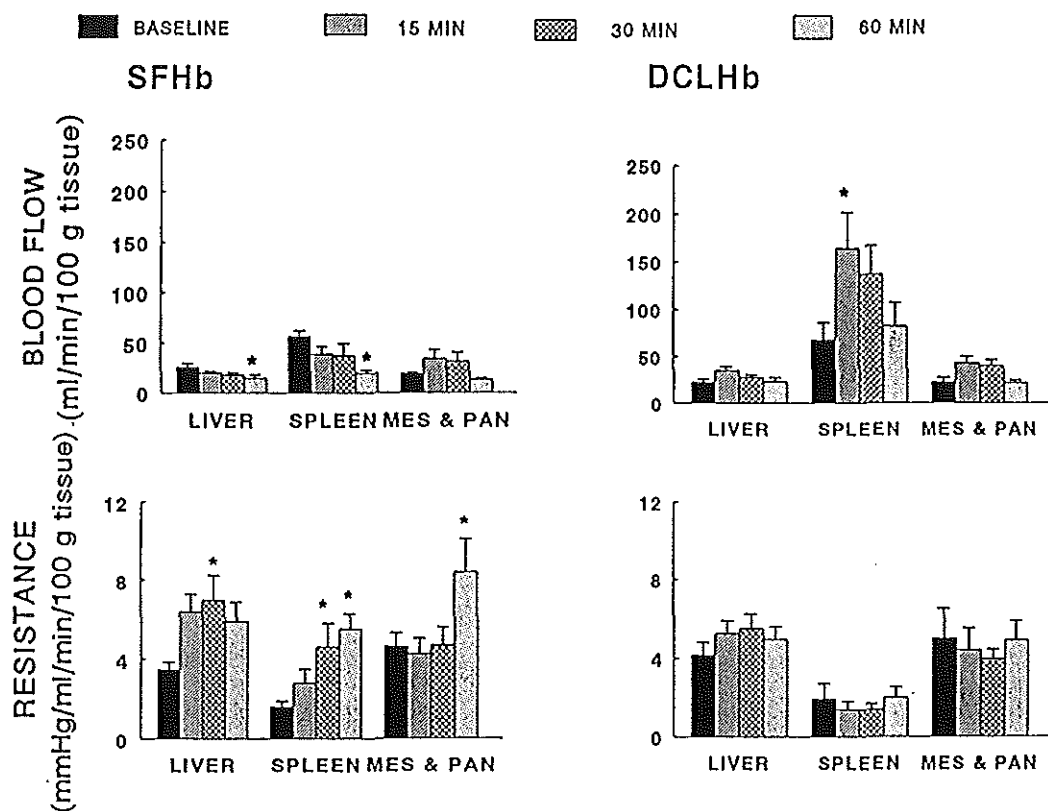 BASELINE 15 MIN 30 MIN 60 MIN
SFHb DCLHb
BLOOD FLOW
(ml/min/100 g tissue)
250
200
150
100
50
0
* *
LIVER SPLEEN MES & PAN
250
200
150
100
50
0
*
LIVER SPLEEN MES & PAN
RESISTANCE
(mmHg/ml/min/100 g tissue)
12
8
4
0
* * * *
LIVER SPLEEN MES & PAN
12
8
4
0
LIVER SPLEEN MES & PAN